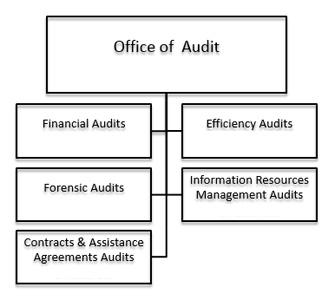 Office of Audit
Financial Audits
Efficiency Audits
Forensic Audits
Information Resources
Management Audits
Contracts & Assistance
Agreements Audits